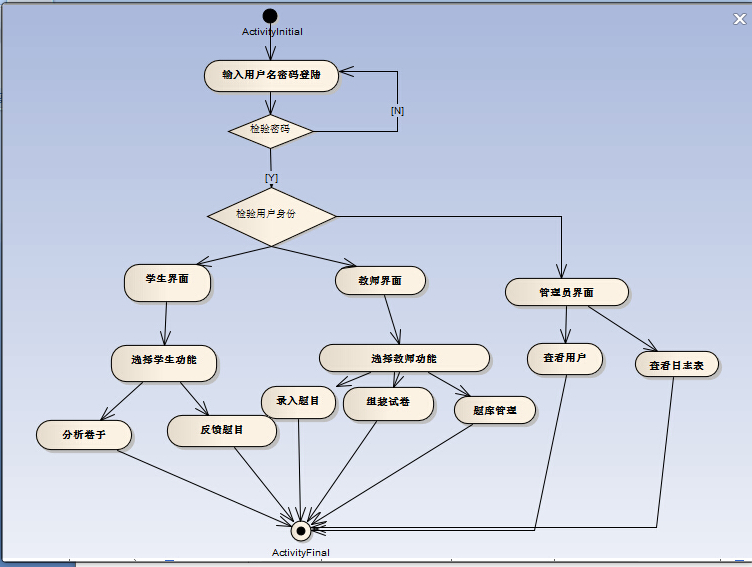 ActivityInitial
输入用户名密码登陆
[N]
检验密码
[Y]
检验用户身份
学生界面
教师界面
管理员界面
选择学生功能
选择教师功能
查看用户
查看日志表
录入题目
组装试卷
题库管理
分析卷子
反馈题目
ActivityFinal